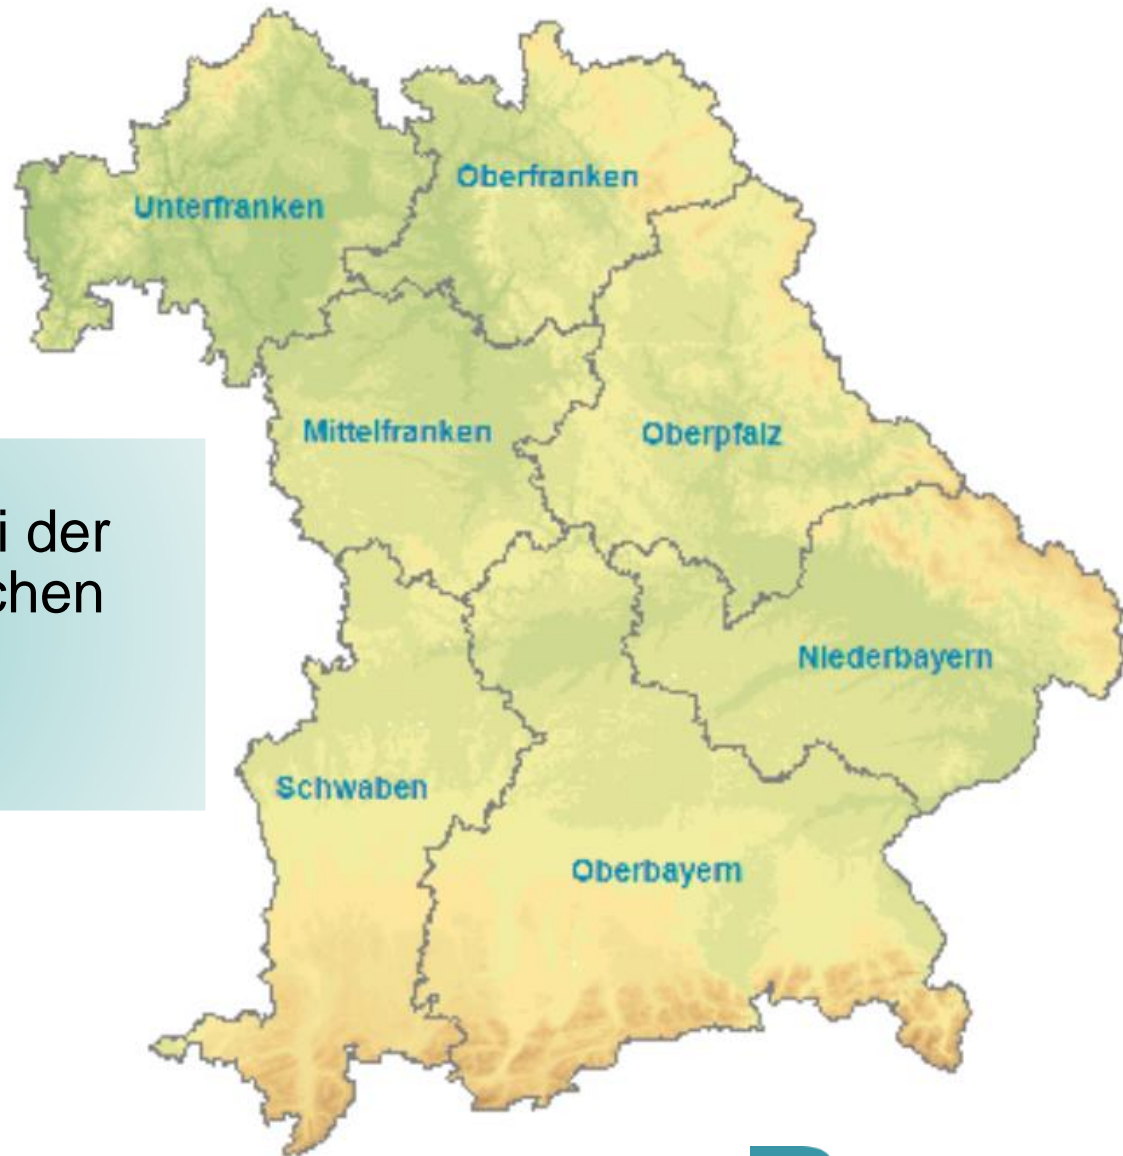 Oberfranken
Unterfranken
Mittelfranken
Oberpfalz
i der
chen
Niederbayern
Schwaben
Oberbayern